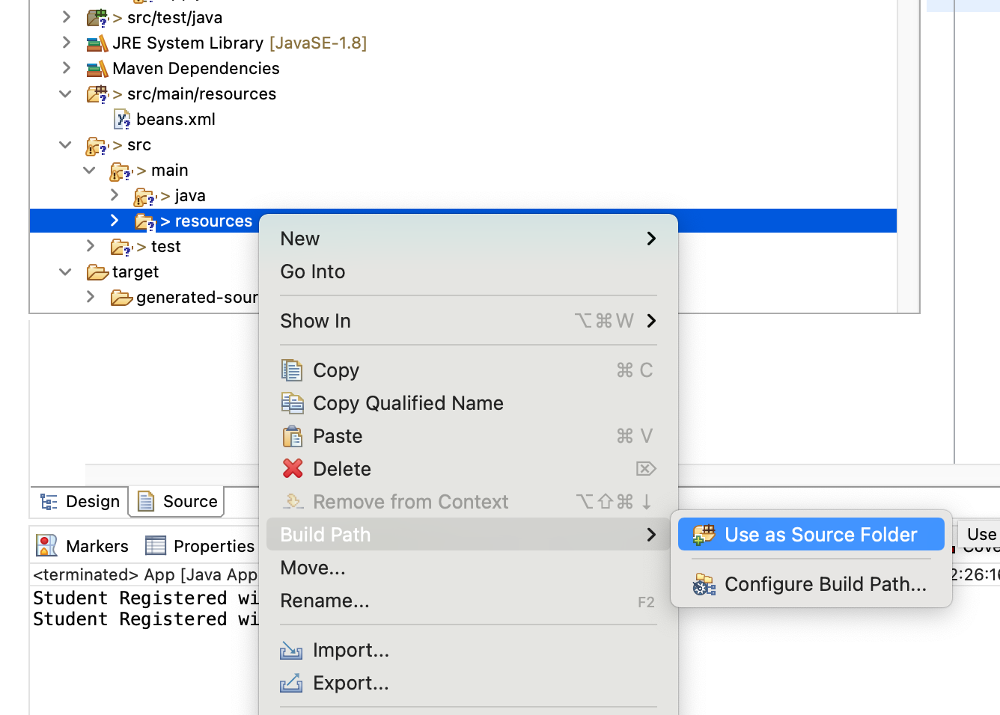 > src/test/java
JRE System Library [JavaSE-1.8]
Maven Dependencies
> src/main/resources
beans.xml
> src
> main
> java
> resources
> test
target
generated-sour
New
Go Into
Show In ⌥⌘W
Copy ⌘ C
Copy Qualified Name
Paste ⌘ V
Delete ⌦
Remove from Context ⌥⇧⌘↓
Build Path
Move...
Rename... F2
Import...
Export...
Use as Source Folder
Configure Build Path...
Use
Design Source
Markers Properties
<terminated> App [Java App
2:26:16
Student Registered wi
Student Registered wi